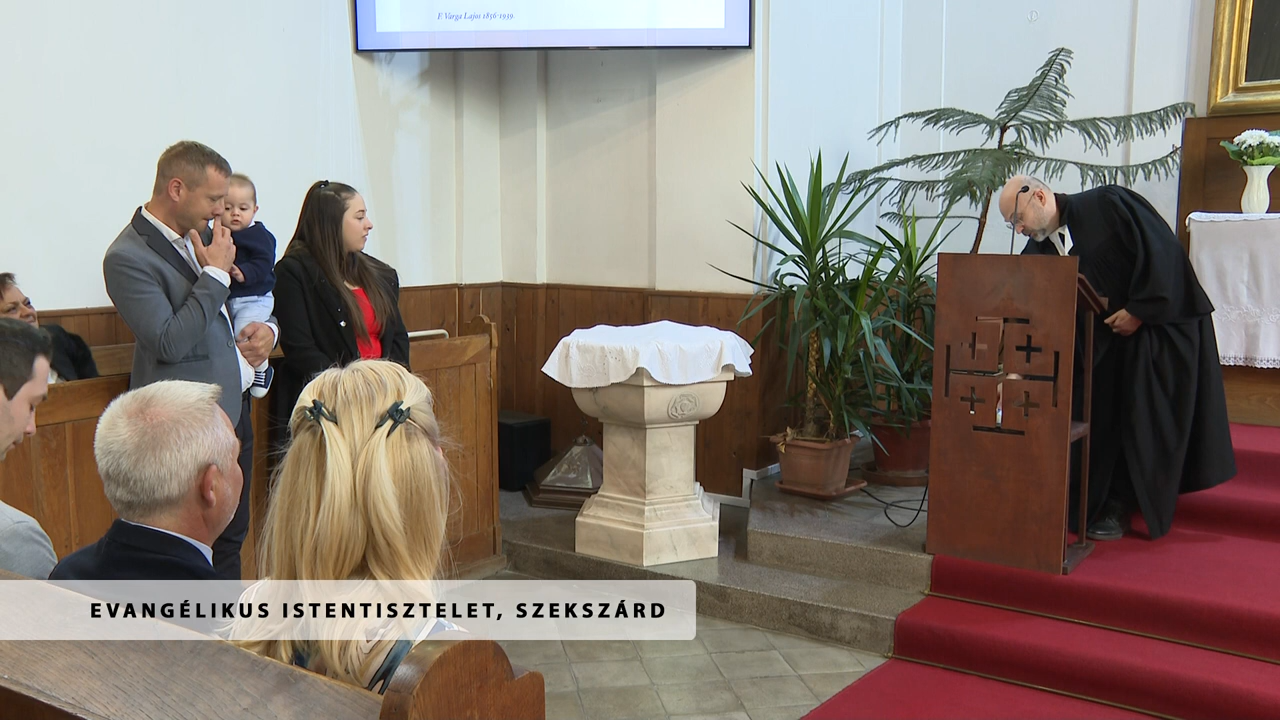 F. Varga Lajos 1856-1939.
EVANGÉLIKUS ISTENTISZTELET, SZEKSZÁRD